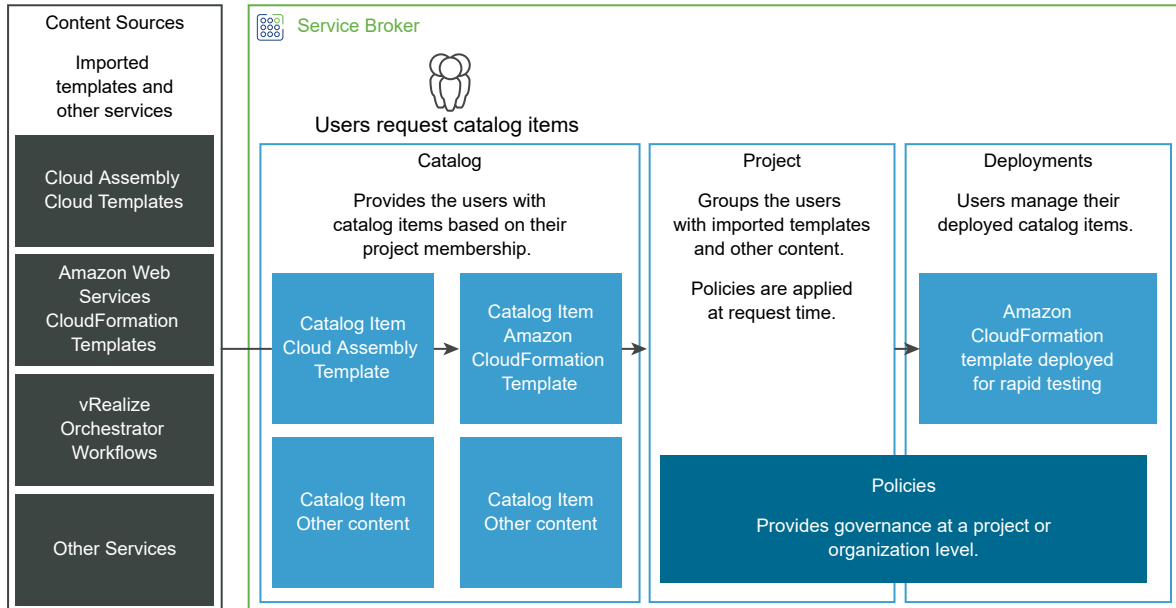 Content Sources
Imported
templates and
other services
Cloud Assembly
Cloud Templates
Amazon Web
Services
CloudFormation
Templates
vRealize
Orchestrator
Workflows
Other Services
Service Broker
Users request catalog items
Catalog
Provides the users with
catalog items based on their
project membership.
Catalog Item
Cloud Assembly
Template
Catalog Item
Amazon
CloudFormation
Template
Catalog Item
Other content
Catalog Item
Other content
Project
Groups the users
with imported templates
and other content.
Policies are applied
at request time.
Deployments
Users manage their
deployed catalog items.
Amazon
CloudFormation
template deployed
for rapid testing
Policies
Provides governance at a project or
organization level.